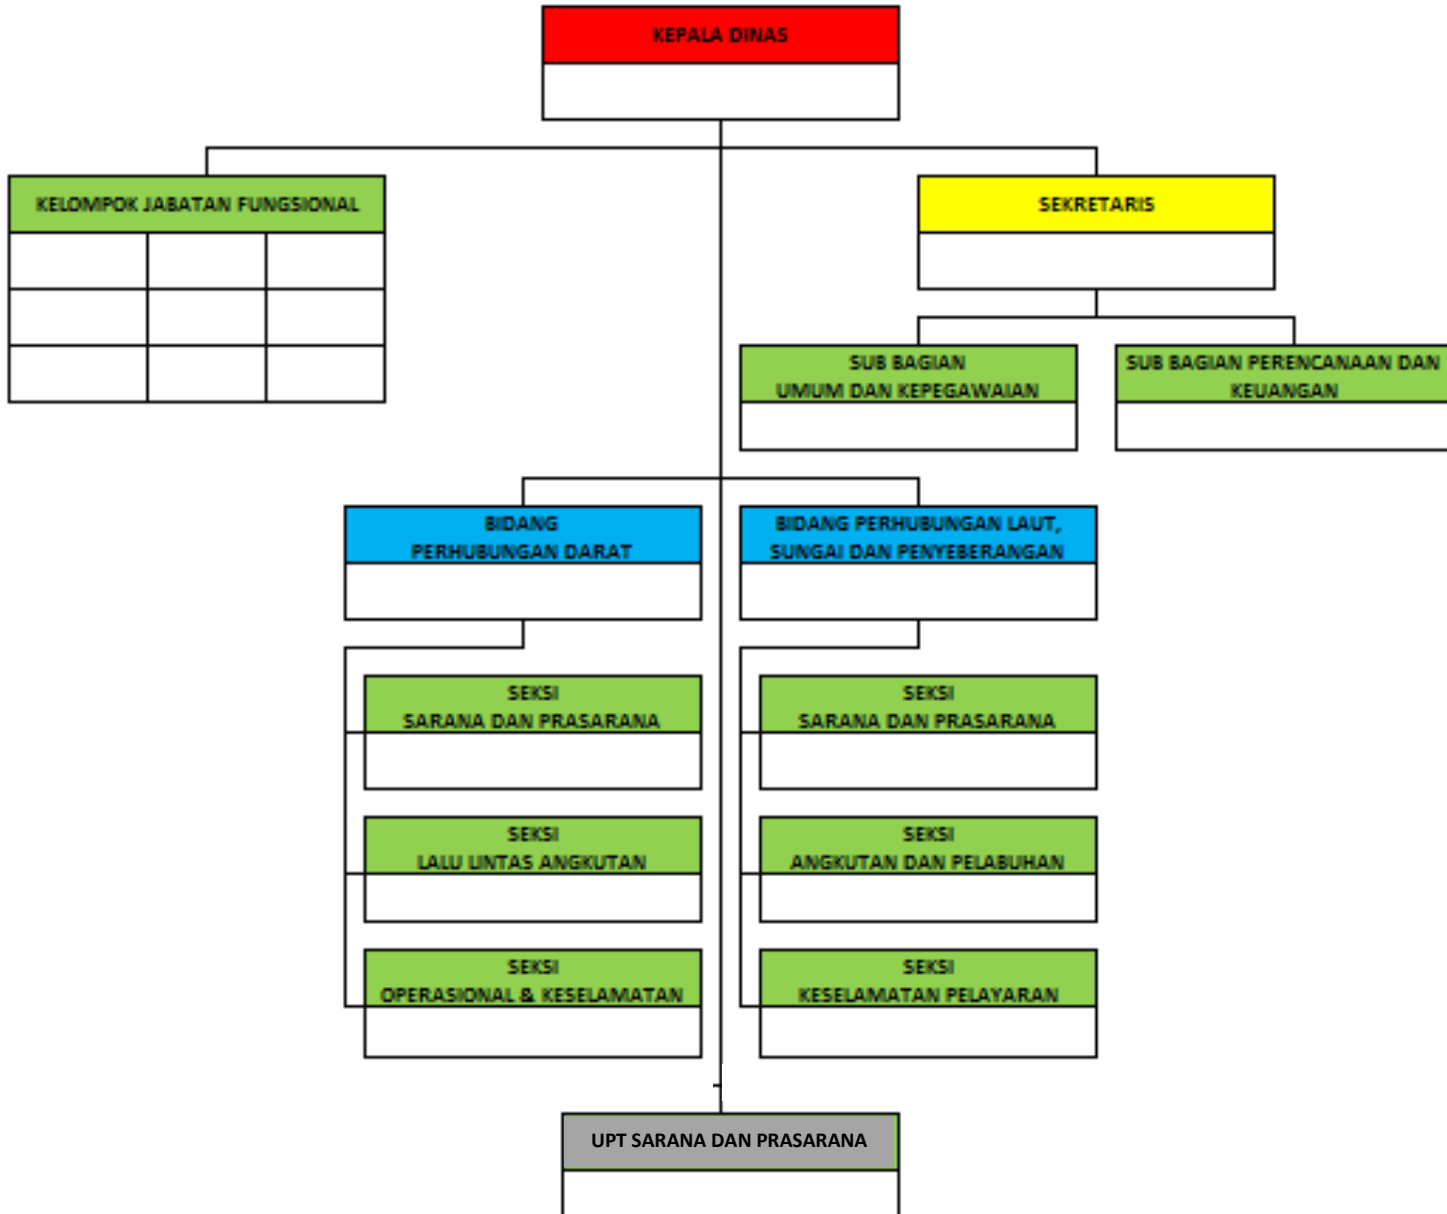 KEPALA DINAS
KELOMPOK JABATAN FUNGSIONAL
SEKRETARIS
SUB BAGIAN
UMUM DAN KEPEGAWAIAN
SUB BAGIAN PERENCANAAN DAN
KEUANGAN
BIDANG
PERHUBUNGAN DARAT
BIDANG PERHUBUNGAN LAUT,
SUNGAI DAN PENYEBERANGAN
SEKSI
SARANA DAN PRASARANA
SEKSI
SARANA DAN PRASARANA
SEKSI
LALU LINTAS ANGKUTAN
SEKSI
ANGKUTAN DAN PELABUHAN
SEKSI
OPERASIONAL & KESELAMATAN
SEKSI
KESELAMATAN PELAYARAN
UPT SARANA DAN PRASARANA